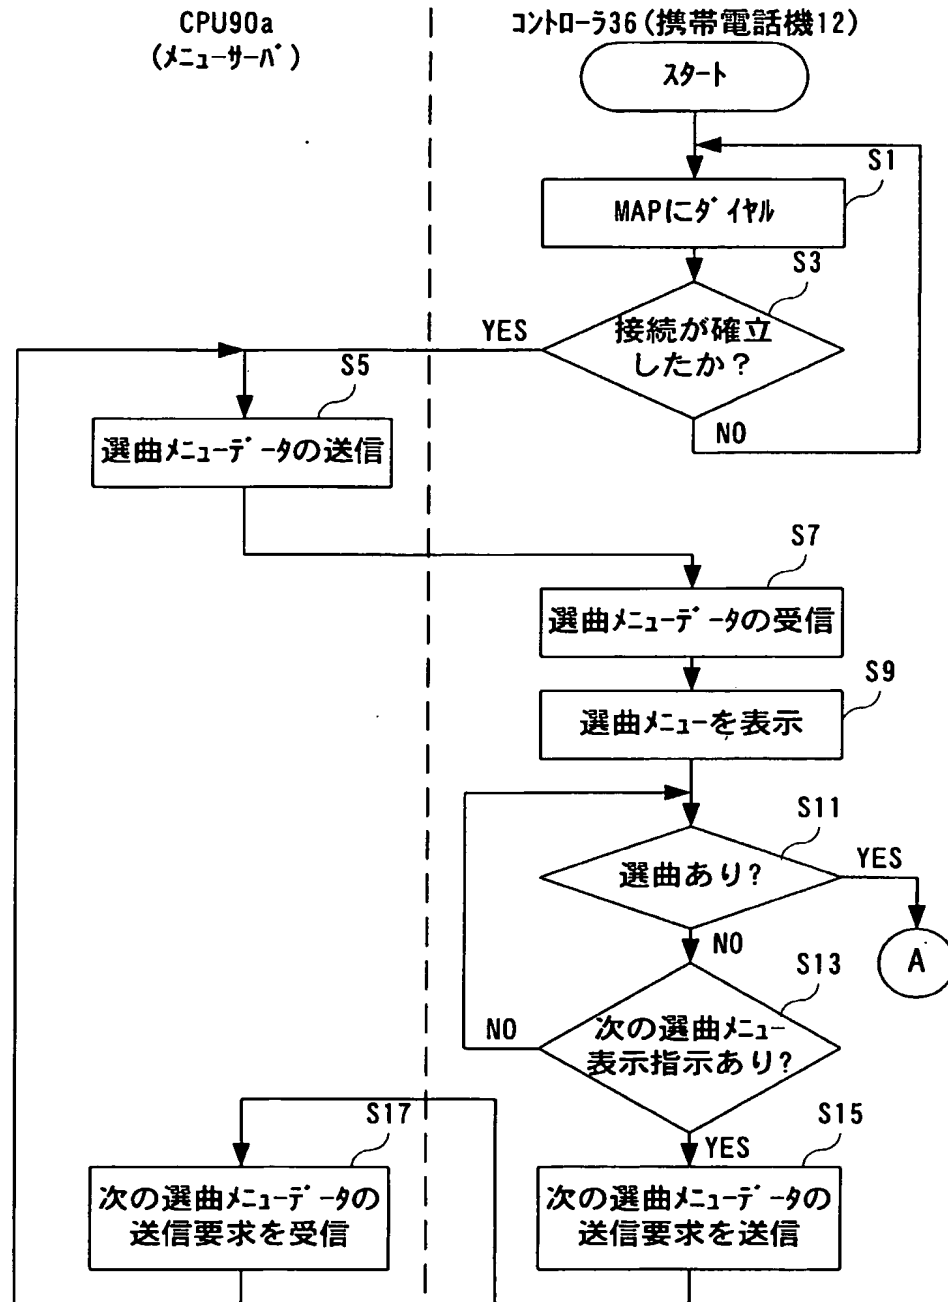 CPU90a
(ﾒﾆｭｰｻｰﾊﾞ)
ｺﾝﾄﾛｰﾗ36(携帯電話機12)
ｽﾀｰﾄ
S1
MAPにﾀﾞｲﾔﾙ
S3
接続が確立
したか?
YES
NO
S5
選曲ﾒﾆｭｰﾃﾞｰﾀの送信
S7
選曲ﾒﾆｭｰﾃﾞｰﾀの受信
S9
選曲ﾒﾆｭｰを表示
S11
選曲あり?
YES
A
NO
S13
次の選曲ﾒﾆｭｰ
表示指示あり?
NO
YES
S17
次の選曲ﾒﾆｭｰﾃﾞｰﾀの
送信要求を受信
S15
次の選曲ﾒﾆｭｰﾃﾞｰﾀの
送信要求を送信